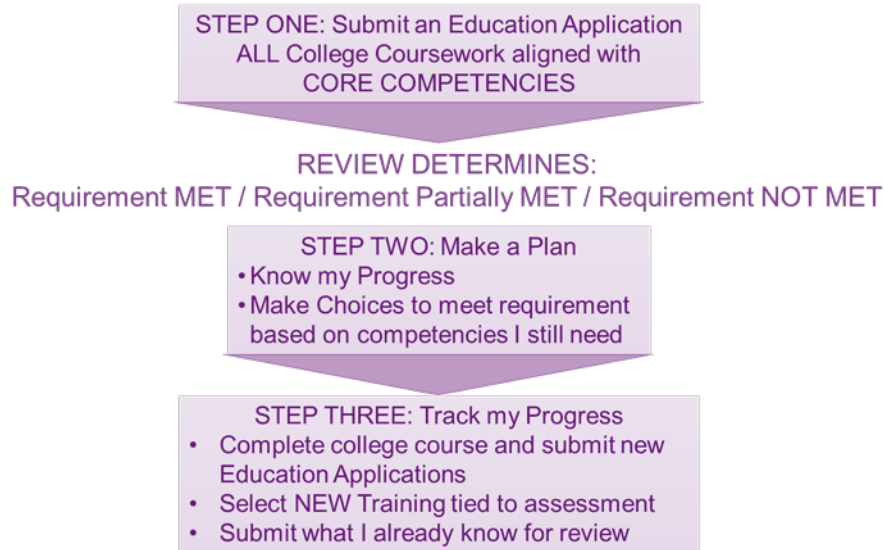 STEP ONE: Submit an Education Application
ALL College Coursework aligned with
CORE COMPETENCIES
REVIEW DETERMINES:
Requirement MET / Requirement Partially MET / Requirement NOT MET
STEP TWO: Make a Plan
• Know my Progress
• Make Choices to meet requirement
based on competencies I still need
STEP THREE: Track my Progress
• Complete college course and submit new
Education Applications
• Select NEW Training tied to assessment
• Submit what I already know for review